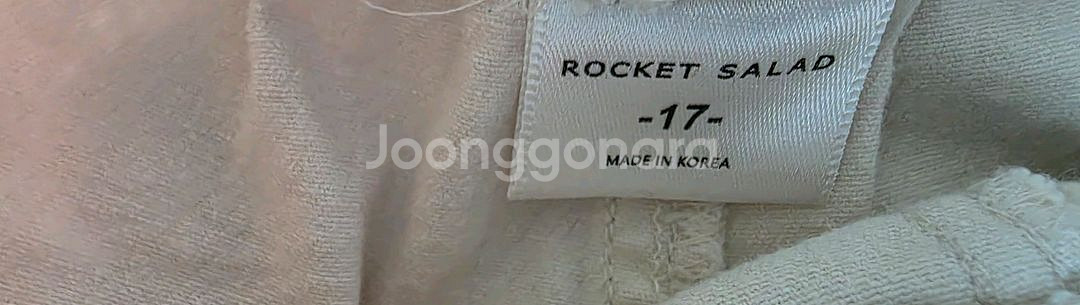 ROCKET SALAD
-17-
Joonggonara
MADE IN KOREA